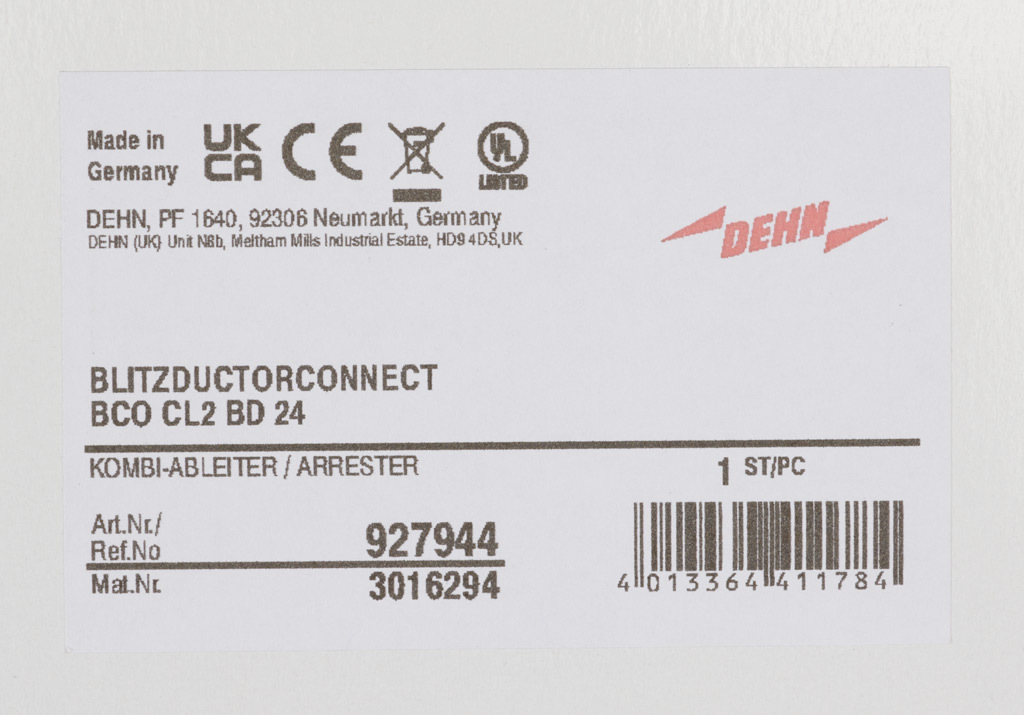 Made in
Germany
UK
CA
CE
UL
LISTED
DEHN, PF 1640, 92306 Neumarkt, Germany
DEHN (UK) Unit N8b, Meltham Mills Industrial Estate, HD9 4DS,UK
DEHN
BLITZDUCTORCONNECT
BCO CL2 BD 24
KOMBI-ABLEITER / ARRESTER
1 ST/PC
Art.Nr./
Ref.No
927944
Mat.Nr.
3016294
4 013364 411784